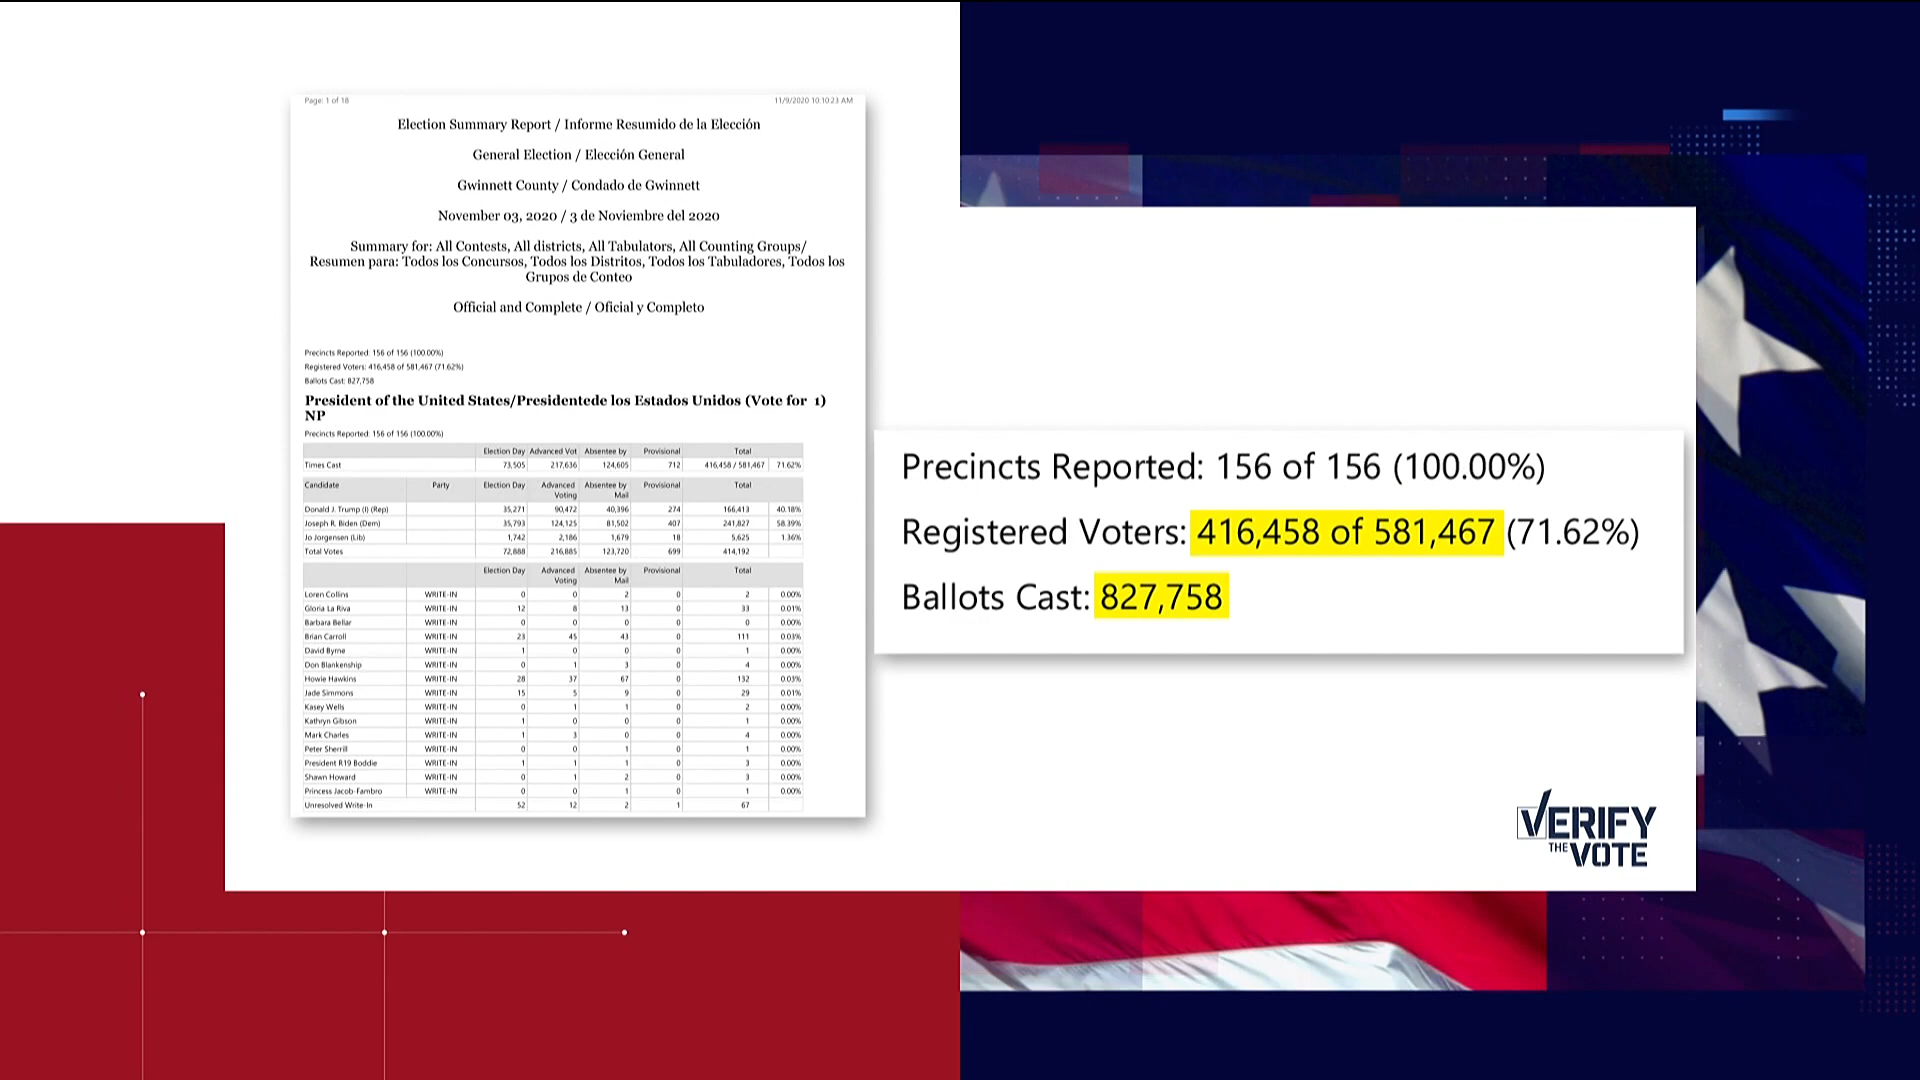 Page: 1 of 18
11/9/2020 10:10:23 AM
Election Summary Report / Informe Resumido de la Elección
General Election / Elección General
Gwinnett County / Condado de Gwinnett
November 03, 2020 / 3 de Noviembre del 2020
Summary for: All Contests, All districts, All Tabulators, All Counting Groups/
Resumen para: Todos los Concursos, Todos los Distritos, Todos los Tabuladores, Todos los
Grupos de Conteo
Official and Complete / Oficial y Completo
Precincts Reported: 156 of 156 (100.00%)
Registered Voters: 416,458 of 581,467 (71.62%)
Ballots Cast: 827,758
President of the United States/Presidentede los Estados Unidos (Vote for 1)
NP
Precincts Reported: 156 of 156 (100.00%)
Election Day Advanced Vot Absentee by Provisional Total
Times Cast 73,505 217,636 124,605 712 416,458 / 581,467 71.62%
Candidate Party Election Day Advanced Voting Absentee by Mail Provisional Total
Donald J. Trump (I) (Rep) 35,271 90,472 40,396 274 166,413 40.18%
Joseph R. Biden (Dem) 35,793 124,125 81,502 407 241,827 58.39%
Jo Jorgensen (Lib) 1,742 2,186 1,679 18 5,625 1.36%
Total Votes 72,888 216,885 123,720 699 414,192
Election Day Advanced Voting Absentee by Mail Provisional Total
Loren Collins WRITE-IN 0 0 2 0 2 0.00%
Gloria La Riva WRITE-IN 12 8 13 0 33 0.01%
Barbara Bellar WRITE-IN 0 0 0 0 0 0.00%
Brian Carroll WRITE-IN 23 45 43 0 111 0.03%
David Byrne WRITE-IN 1 0 0 0 1 0.00%
Don Blankenship WRITE-IN 0 1 3 0 4 0.00%
Howie Hawkins WRITE-IN 28 37 67 0 132 0.03%
Jade Simmons WRITE-IN 15 5 9 0 29 0.01%
Kasey Wells WRITE-IN 0 1 1 0 2 0.00%
Kathryn Gibson WRITE-IN 1 0 0 0 1 0.00%
Mark Charles WRITE-IN 1 3 0 0 4 0.00%
Peter Sherrill WRITE-IN 0 0 1 0 1 0.00%
President R19 Boddie WRITE-IN 1 1 1 0 3 0.00%
Shawn Howard WRITE-IN 0 1 2 0 3 0.00%
Princess Jacob-Fambro WRITE-IN 0 0 1 0 1 0.00%
Unresolved Write-In 52 12 2 1 67
Precincts Reported: 156 of 156 (100.00%)
Registered Voters: 416,458 of 581,467 (71.62%)
Ballots Cast: 827,758
VERIFY
THE VOTE